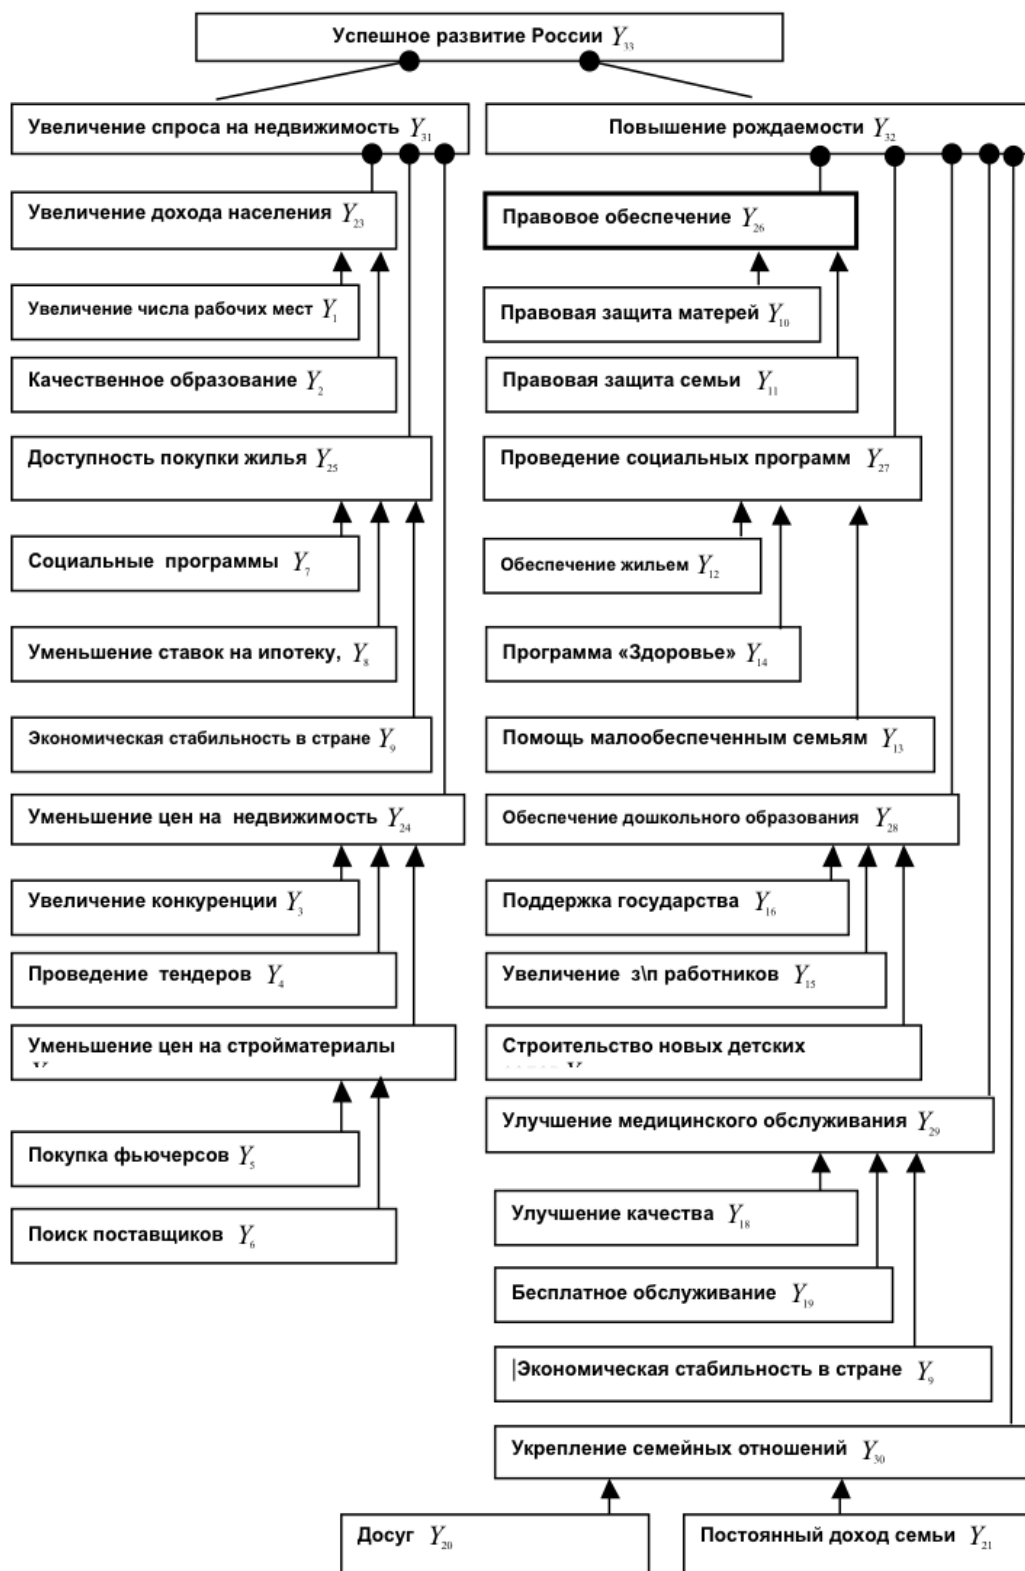 Успешное развитие России Y₃₃
Увеличение спроса на недвижимость Y₃₁
Увеличение дохода населения Y₂₃
Увеличение числа рабочих мест Y₁
Качественное образование Y₂
Доступность покупки жилья Y₂₅
Социальные программы Y₇
Уменьшение ставок на ипотеку, Y₈
Экономическая стабильность в стране Y₉
Уменьшение цен на недвижимость Y₂₄
Увеличение конкуренции Y₃
Проведение тендеров Y₄
Уменьшение цен на стройматериалы
Покупка фьючерсов Y₅
Поиск поставщиков Y₆
Повышение рождаемости Y₃₂
Правовое обеспечение Y₂₆
Правовая защита матерей Y₁₀
Правовая защита семьи Y₁₁
Проведение социальных программ Y₂₇
Обеспечение жильем Y₁₂
Программа «Здоровье» Y₁₄
Помощь малообеспеченным семьям Y₁₃
Обеспечение дошкольного образования Y₂₈
Поддержка государства Y₁₆
Увеличение з\п работников Y₁₅
Строительство новых детских
Улучшение медицинского обслуживания Y₂₉
Улучшение качества Y₁₈
Бесплатное обслуживание Y₁₉
Экономическая стабильность в стране Y₉
Укрепление семейных отношений Y₃₀
Досуг Y₂₀
Постоянный доход семьи Y₂₁